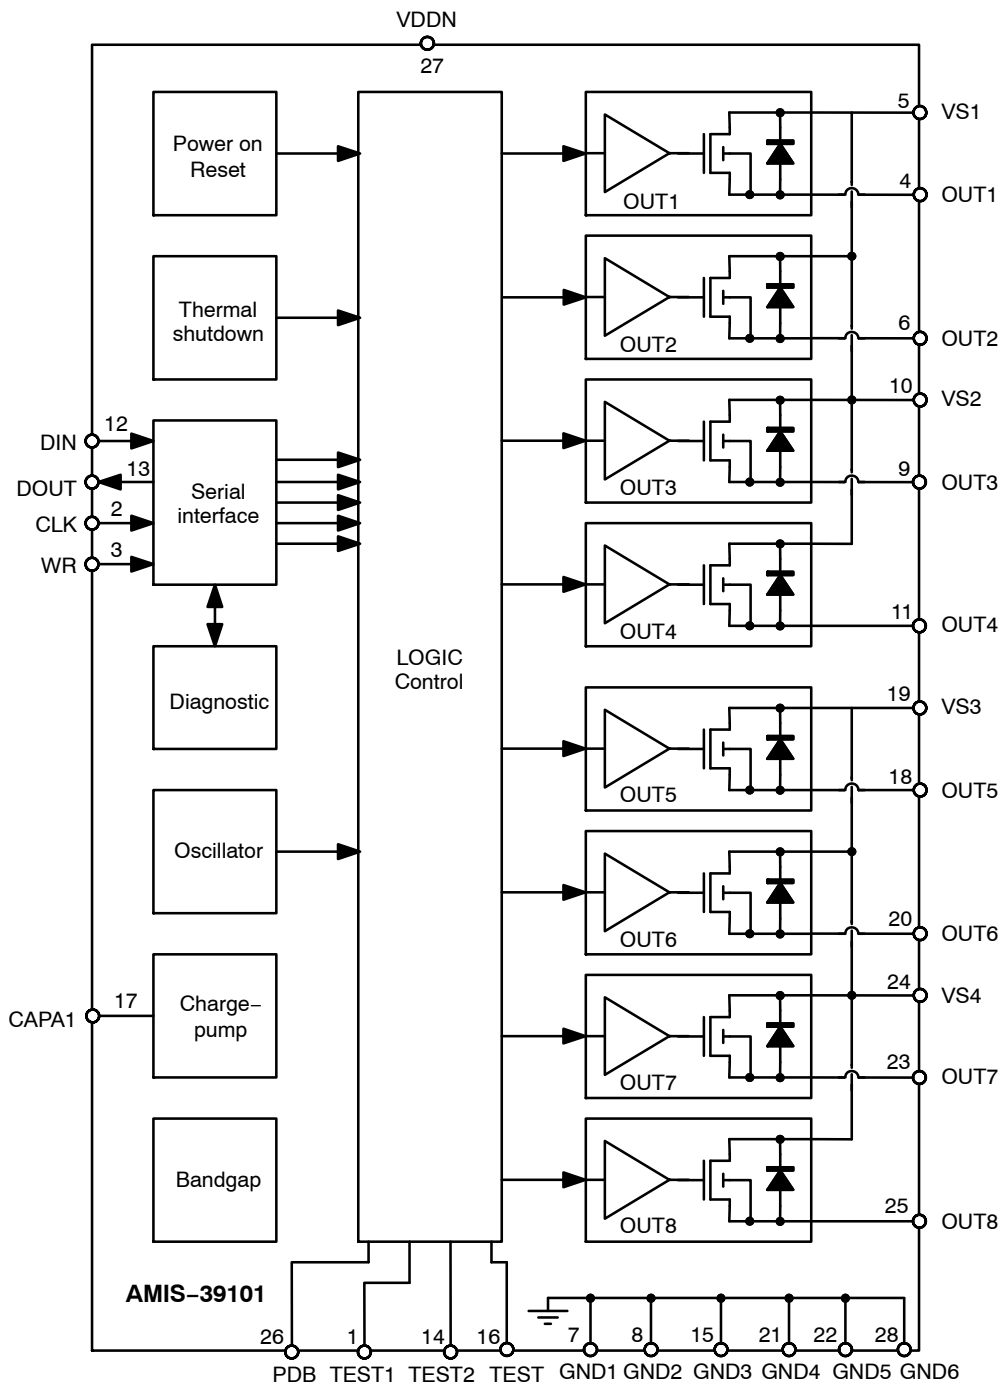 VDDN
27
Power on
Reset
5
VS1
4
OUT1
OUT1
Thermal
shutdown
6
OUT2
OUT2
10
VS2
DIN
12
DOUT
13
CLK
2
WR
3
Serial
interface
9
OUT3
OUT3
11
OUT4
OUT4
LOGIC
Control
Diagnostic
19
VS3
18
OUT5
OUT5
Oscillator
20
OUT6
OUT6
CAPA1
17
Charge–
pump
24
VS4
23
OUT7
OUT7
Bandgap
25
OUT8
OUT8
AMIS–39101
26
1
14
16
7
8
15
21
22
28
PDB
TEST1
TEST2
TEST
GND1
GND2
GND3
GND4
GND5
GND6